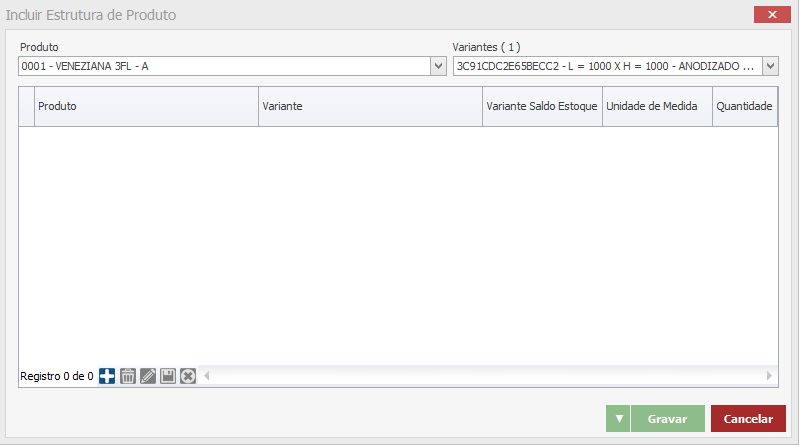 Incluir Estrutura de Produto
Produto
Variantes ( 1 )
0001 - VENEZIANA 3FL - A
3C91CDC2E65BECC2 - L = 1000 X H = 1000 - ANODIZADO ...
Produto
Variante
Variante Saldo Estoque
Unidade de Medida
Quantidade
Registro 0 de 0
Gravar
Cancelar